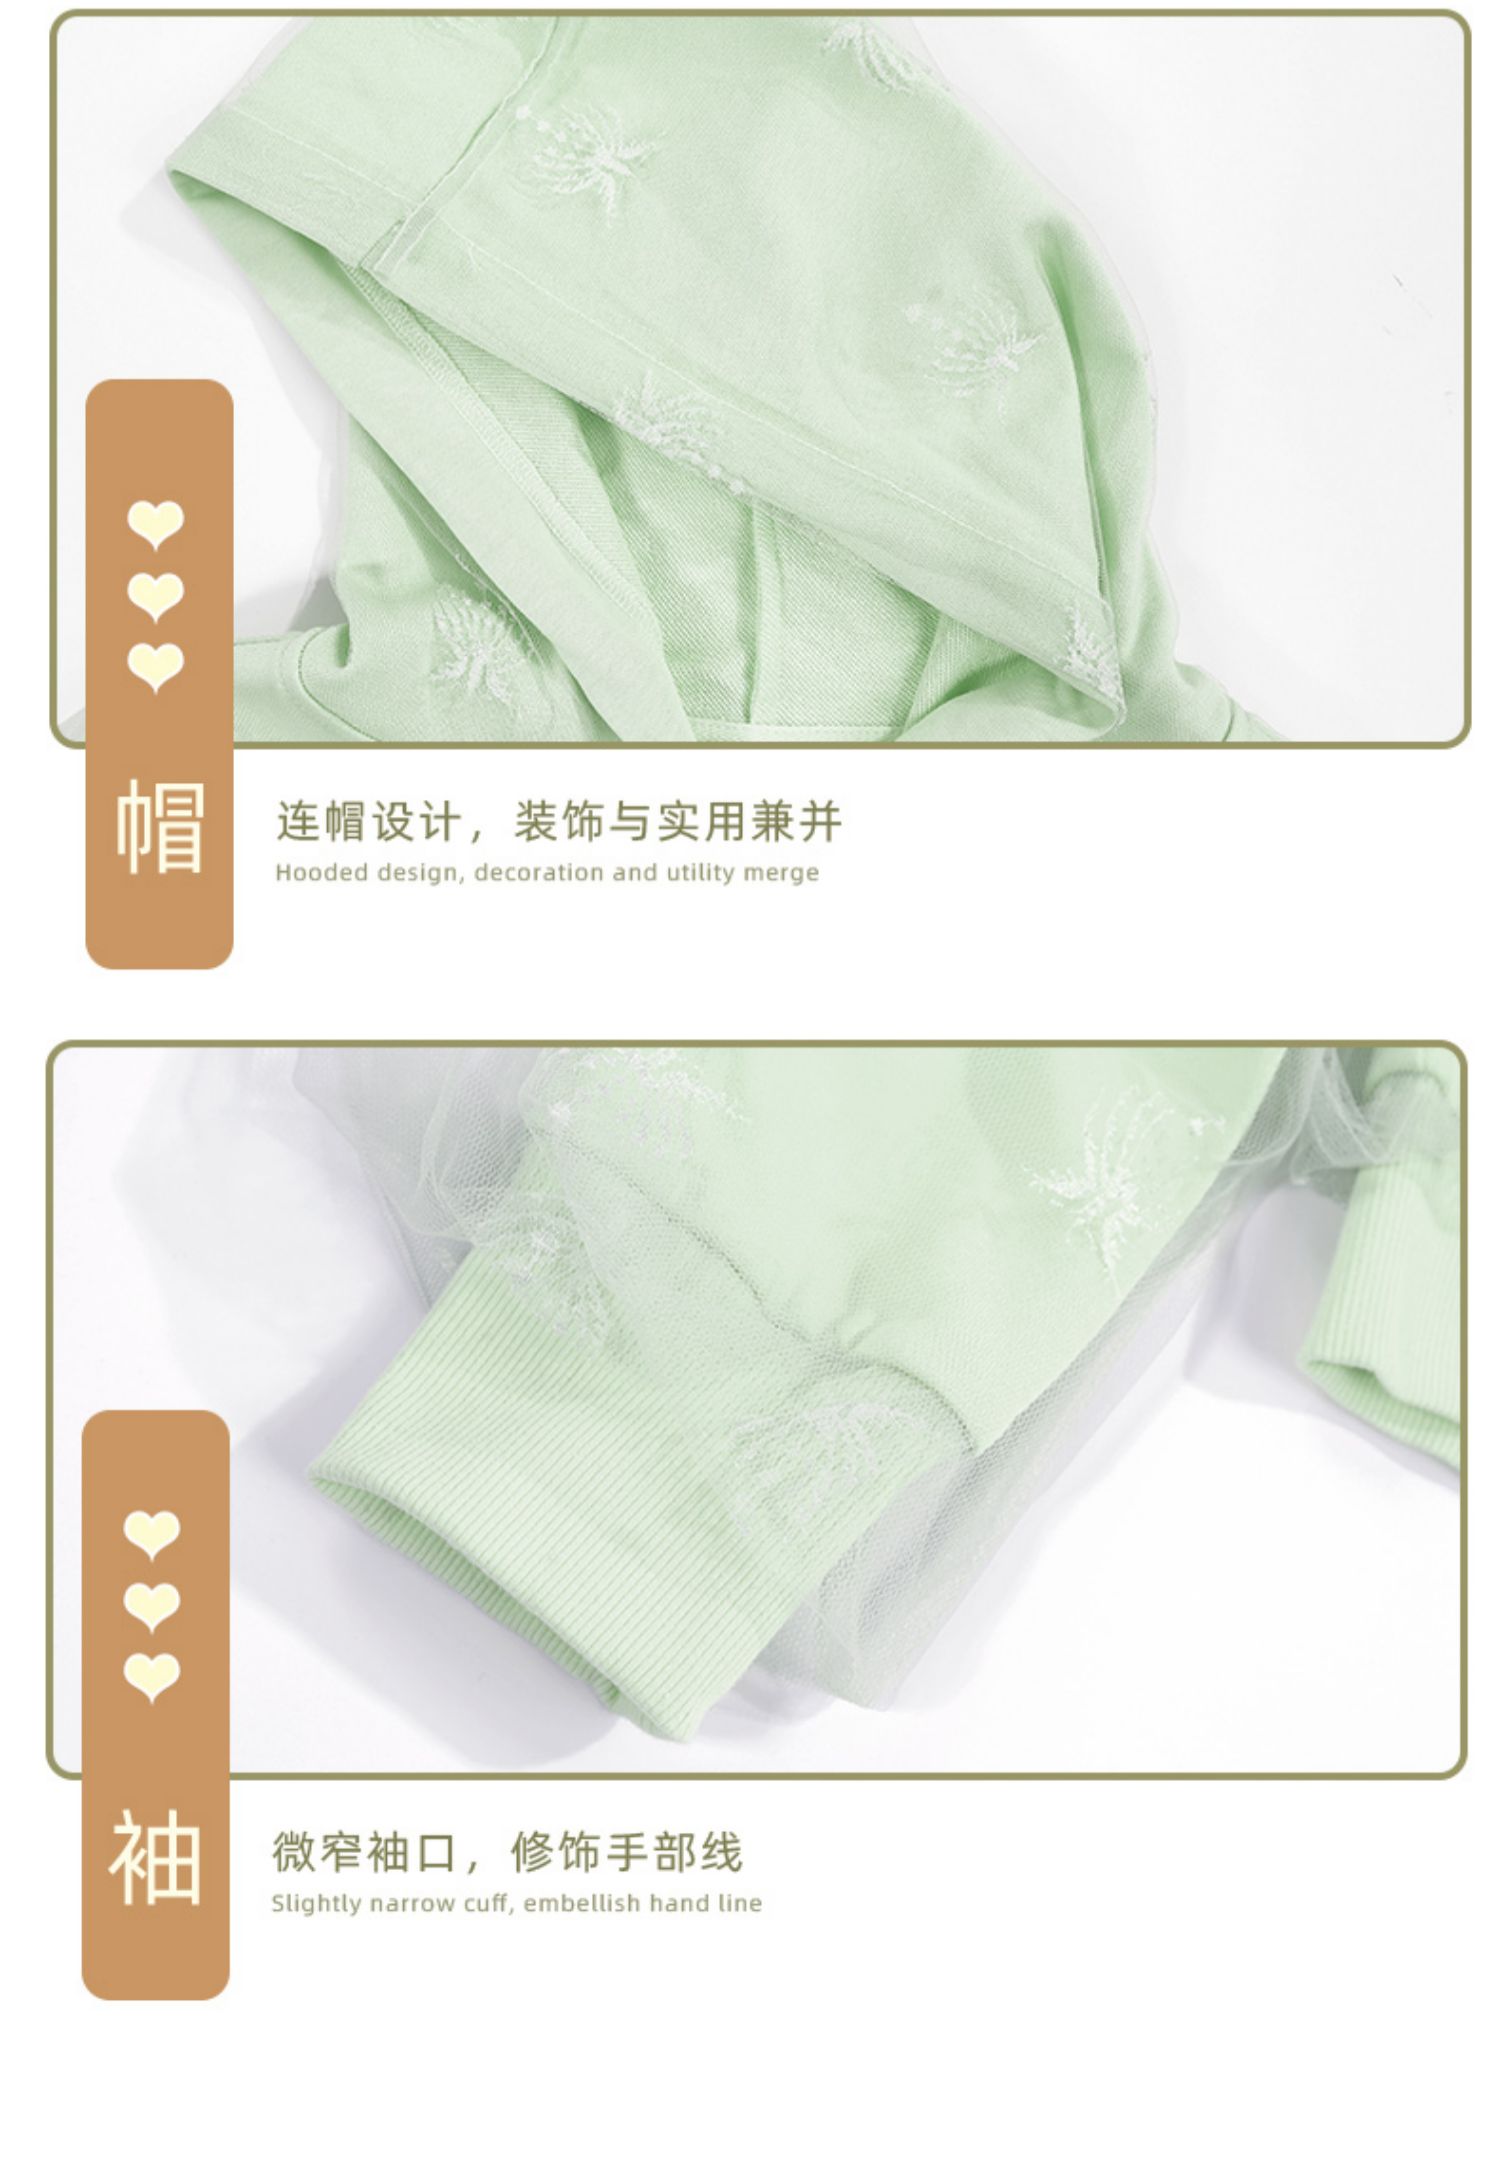 帽
连帽设计，装饰与实用兼并
Hooded design, decoration and utility merge
袖
微窄袖口，修饰手部线
Slightly narrow cuff, embellish hand line